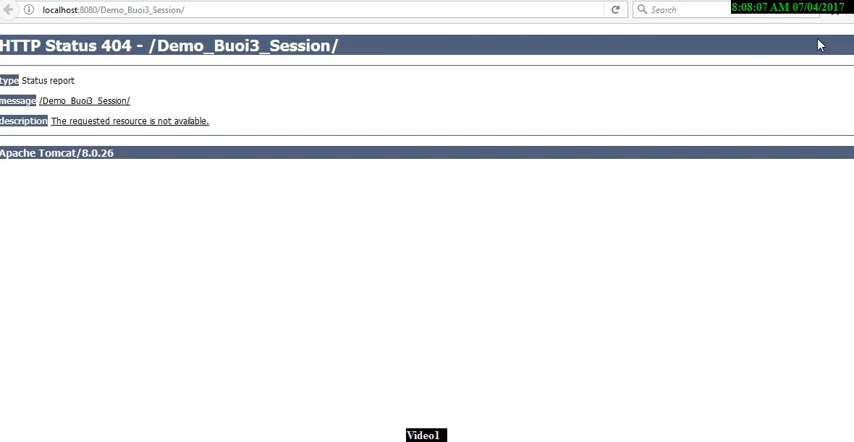 localhost:8080/Demo_Buoi3_Session/
Search
8:08:07 AM 07/04/2017
HTTP Status 404 - /Demo_Buoi3_Session/
type Status report
message /Demo_Buoi3_Session/
description The requested resource is not available.
Apache Tomcat/8.0.26
Video1